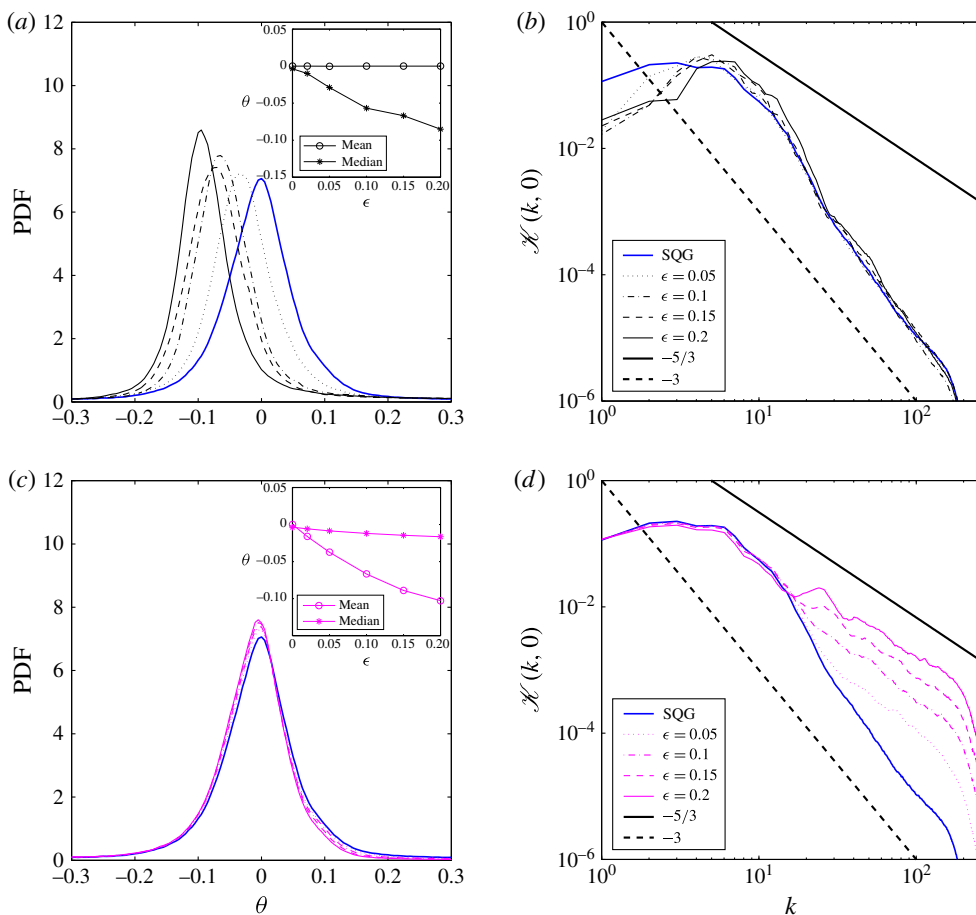 (a)
12
10
8
6
4
2
0
PDF
−0.3
−0.2
−0.1
0
0.1
0.2
0.3
0.05
0
−0.05
−0.10
−0.15
θ
0
0.05
0.10
0.15
0.20
ϵ
Mean
Median
(b)
10^0
10^−2
10^−4
10^−6
𝒦 (k, 0)
10^0
10^1
10^2
SQG
ϵ = 0.05
ϵ = 0.1
ϵ = 0.15
ϵ = 0.2
−5/3
−3
(c)
12
10
8
6
4
2
0
PDF
−0.3
−0.2
−0.1
0
0.1
0.2
0.3
θ
0.05
0
−0.05
−0.10
θ
0
0.05
0.10
0.15
0.20
ϵ
Mean
Median
(d)
10^0
10^−2
10^−4
10^−6
𝒦 (k, 0)
10^0
10^1
10^2
k
SQG
ϵ = 0.05
ϵ = 0.1
ϵ = 0.15
ϵ = 0.2
−5/3
−3